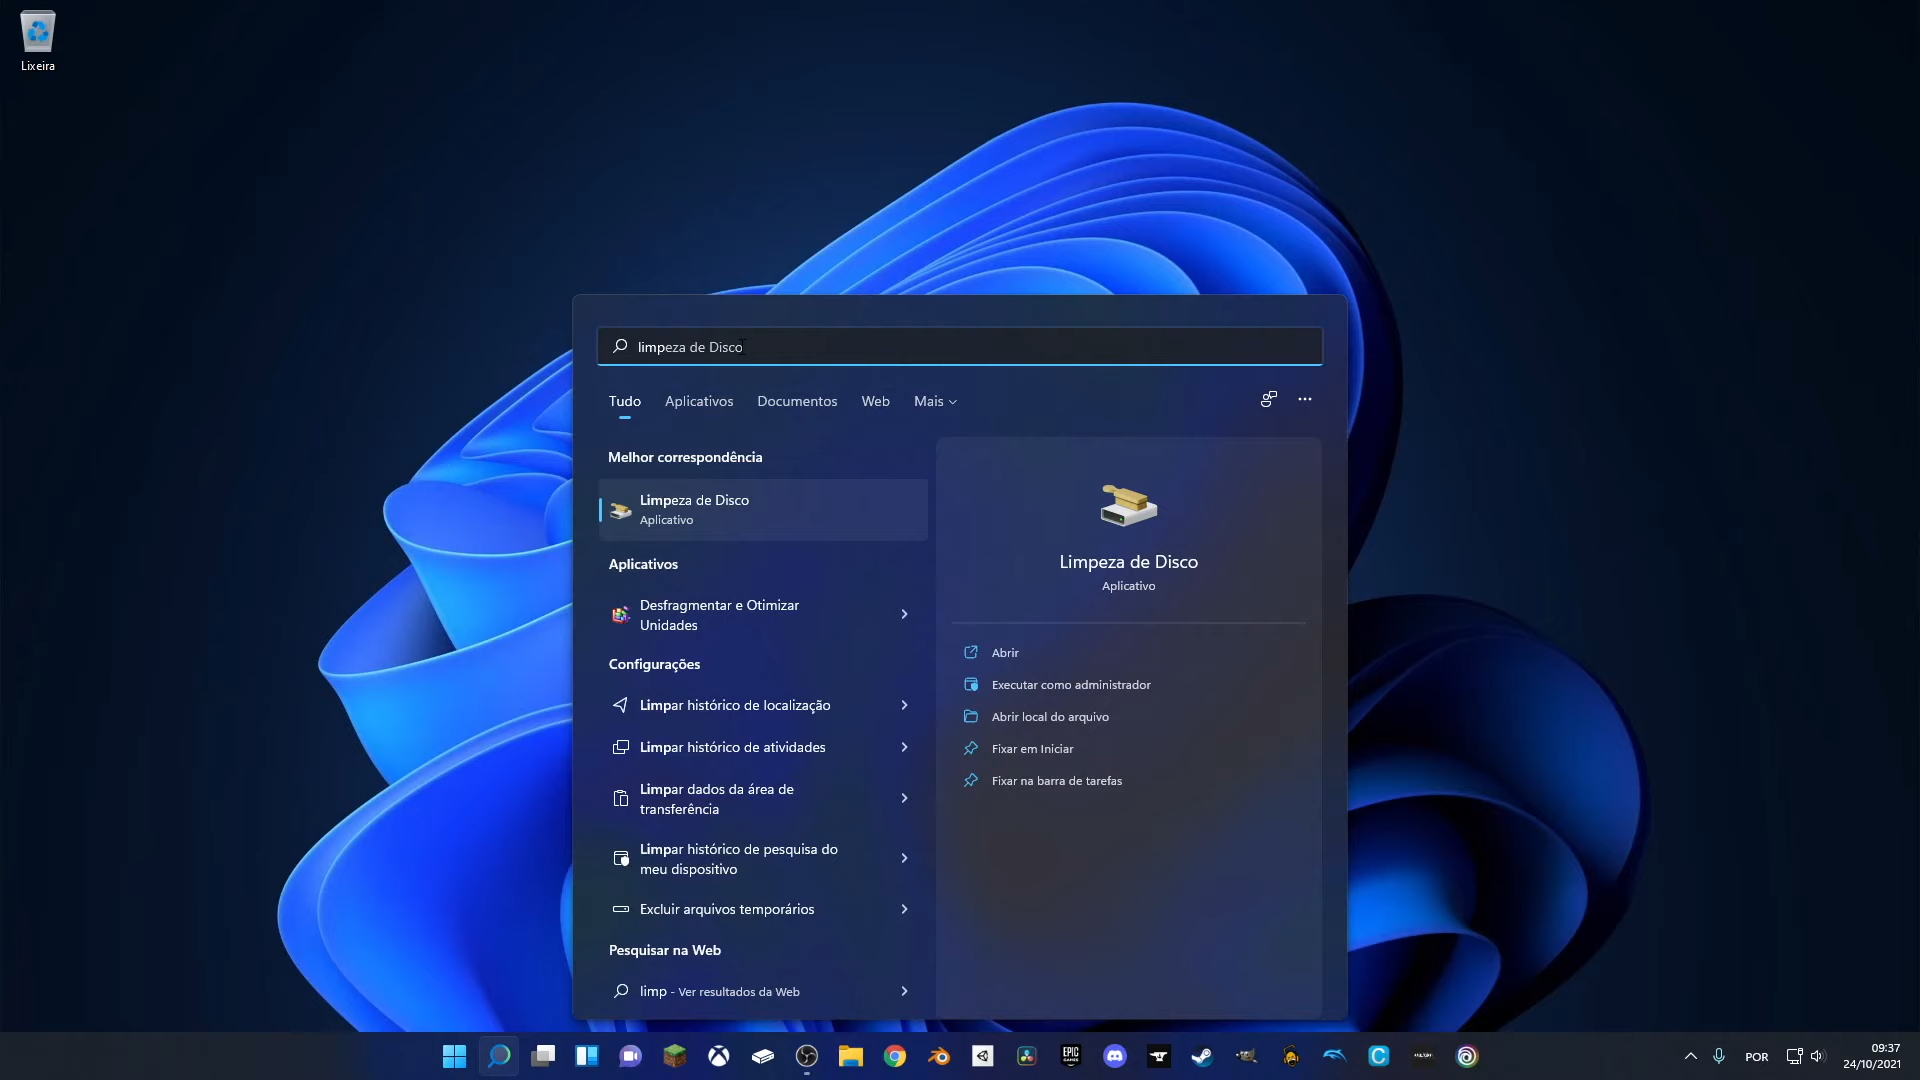 Lixeira
limpeza de Disco
Tudo Aplicativos Documentos Web Mais
Melhor correspondência
Limpeza de Disco
Aplicativo
Aplicativos
Desfragmentar e Otimizar
Unidades
Configurações
Limpar histórico de localização
Limpar histórico de atividades
Limpar dados da área de
transferência
Limpar histórico de pesquisa do
meu dispositivo
Excluir arquivos temporários
Pesquisar na Web
limp - Ver resultados da Web
Limpeza de Disco
Aplicativo
Abrir
Executar como administrador
Abrir local do arquivo
Fixar em Iniciar
Fixar na barra de tarefas
EPIC
GAMES
POR
09:37
24/10/2021